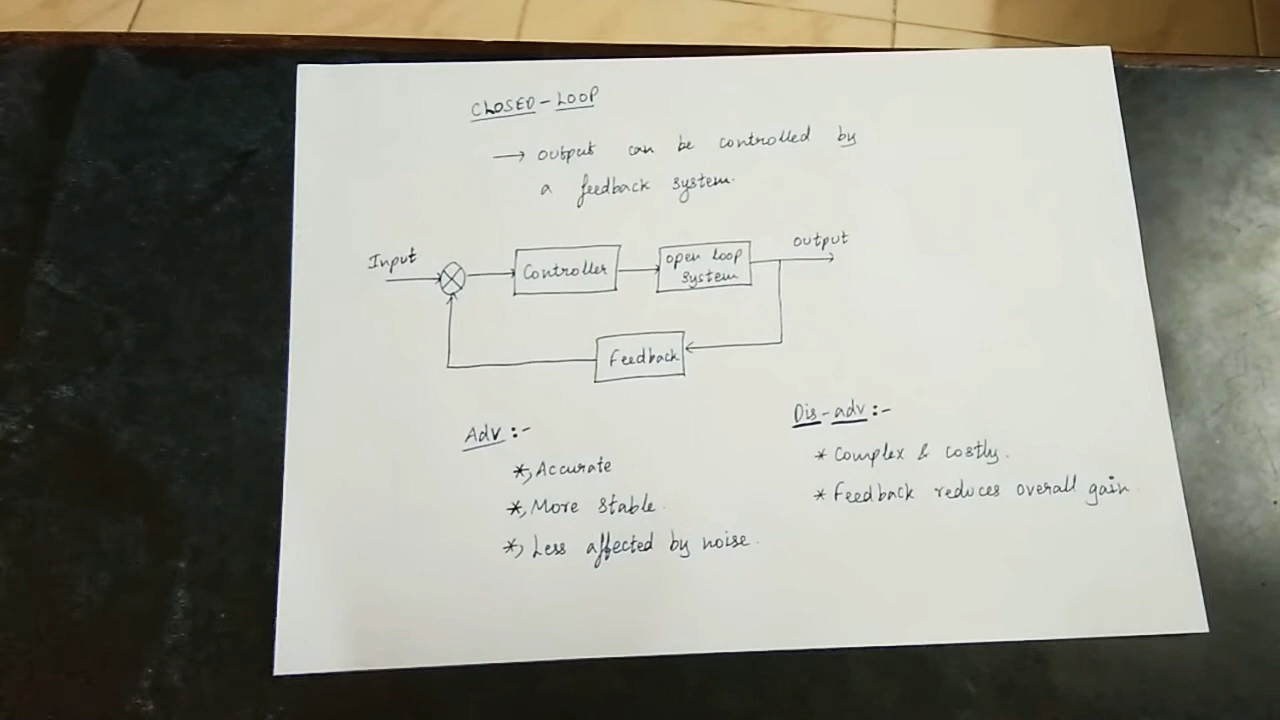 CLOSED-LOOP
→ output can be controlled by
a feedback system.
Input
Controller
open loop
system
output
Feedback
Adv :-
*, Accurate
*, More stable.
*, Less affected by noise.
Dis-adv :-
* Complex & costly.
* Feedback reduces overall gain.